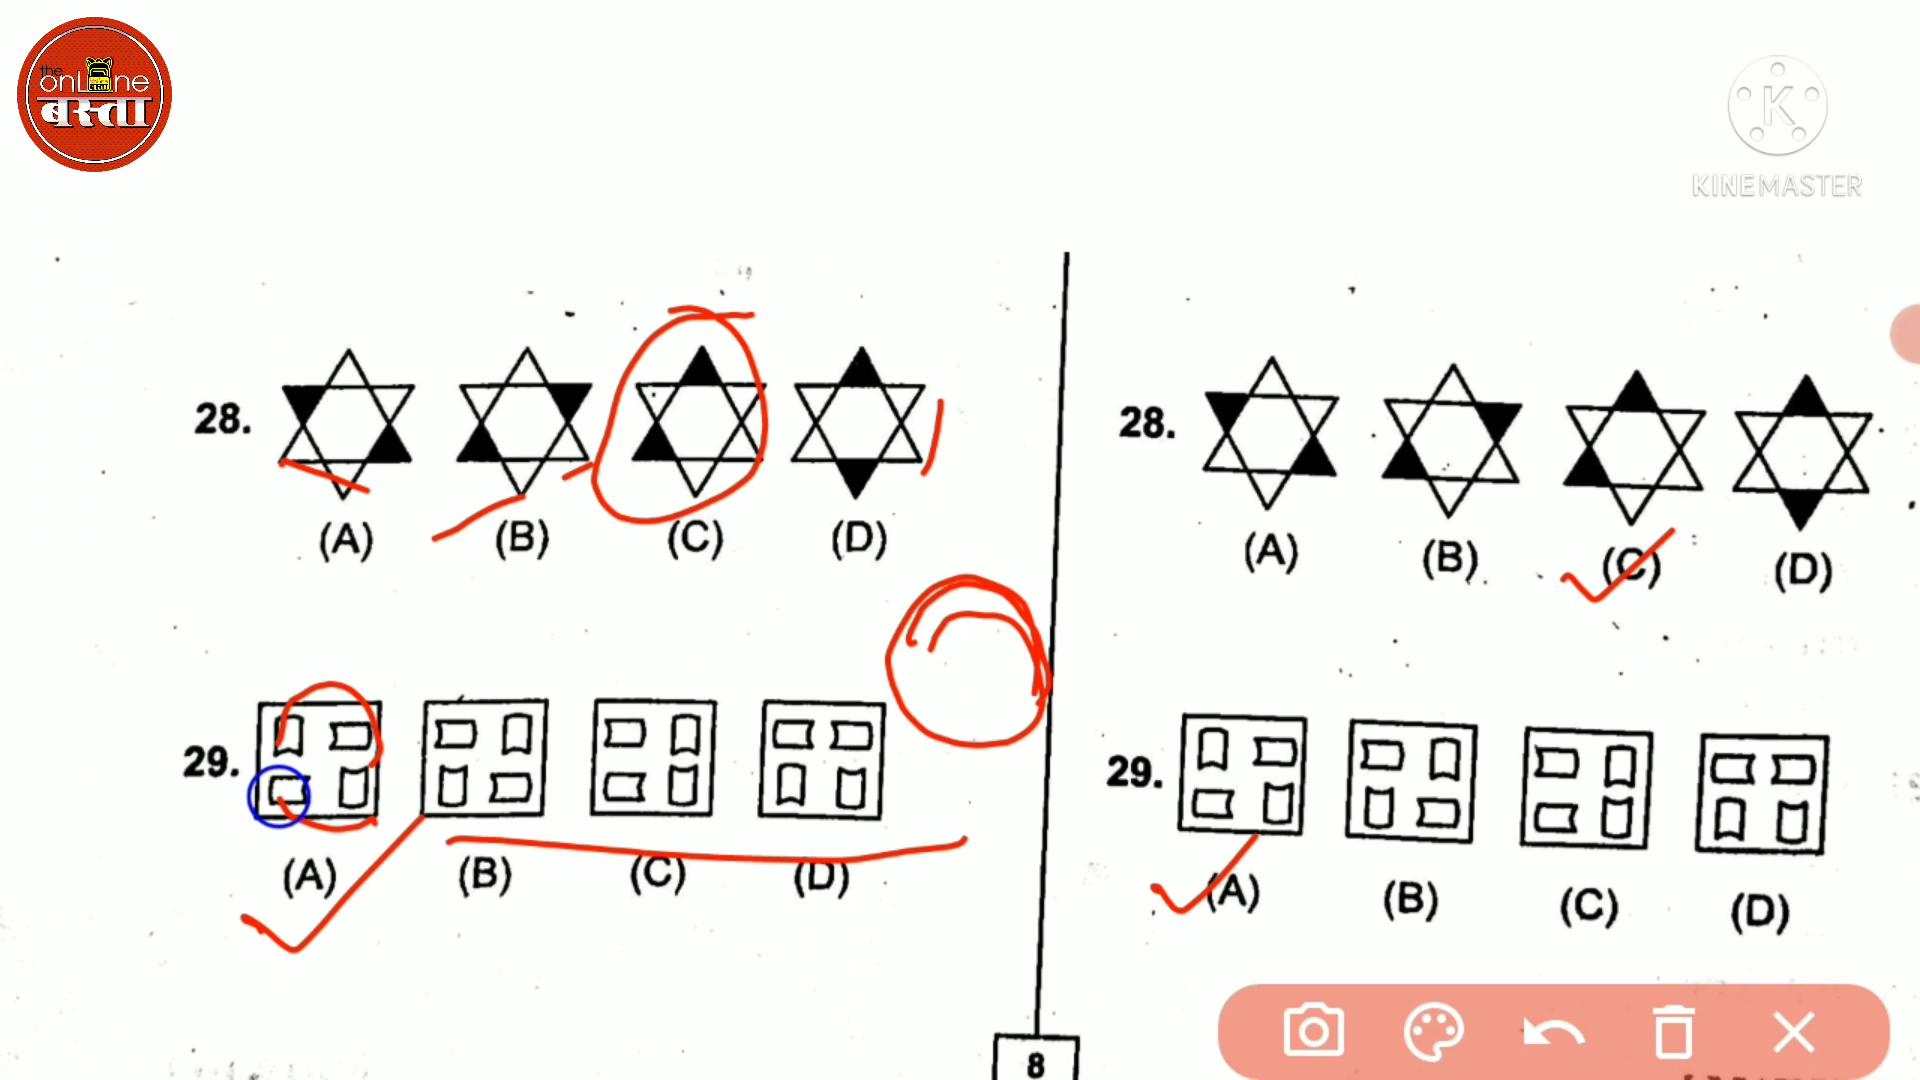 the
onLine
बस्ता
K
KINEMASTER
28.
(A) (B) (C) (D)
29.
(A) (B) (C) (D)
28.
(A) (B) (C) (D)
29.
(A) (B) (C) (D)
8